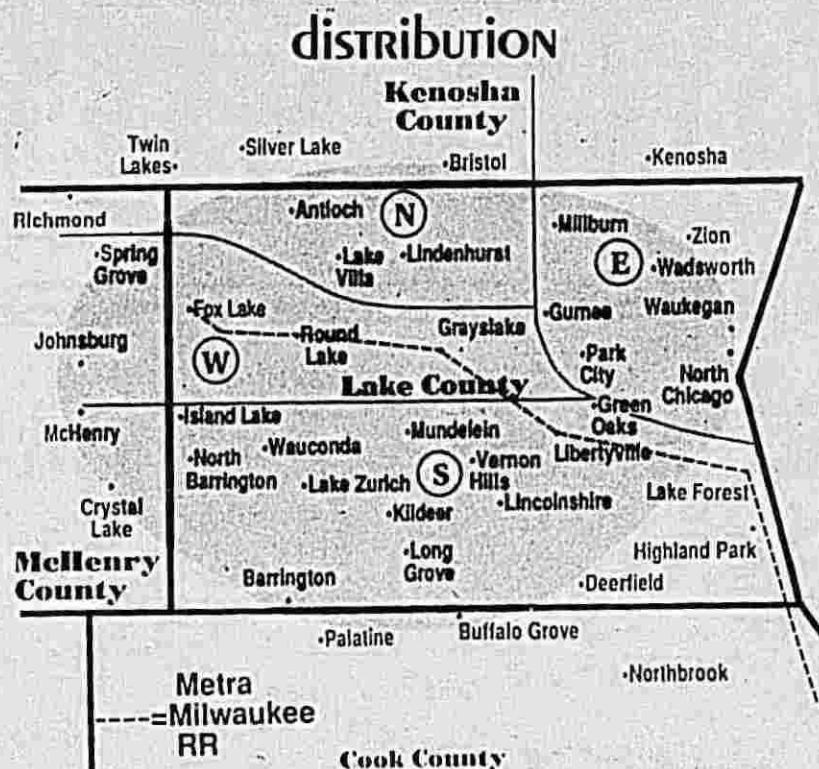 distribution
Kenosha
County
Twin
Lakes
Silver Lake
Bristol
Kenosha
Richmond
Antioch
N
Millburn
Zion
Spring
Grove
Lake
Villa
Lindenhurst
E
Wadsworth
Fox Lake
Gurnee
Waukegan
Johnsburg
Round
Lake
Grayslake
W
Park
City
North
Chicago
Lake County
McHenry
Island Lake
Green
Oaks
Mundelein
Wauconda
North
Barrington
Vernon
Hills
Libertyville
Lake Zurich
S
Crystal
Lake
Lincolnshire
Lake Forest
Kildeer
McHenry
County
Long
Grove
Highland Park
Barrington
Deerfield
Palatine
Buffalo Grove
Northbrook
Metra
----=Milwaukee
RR
Cook County